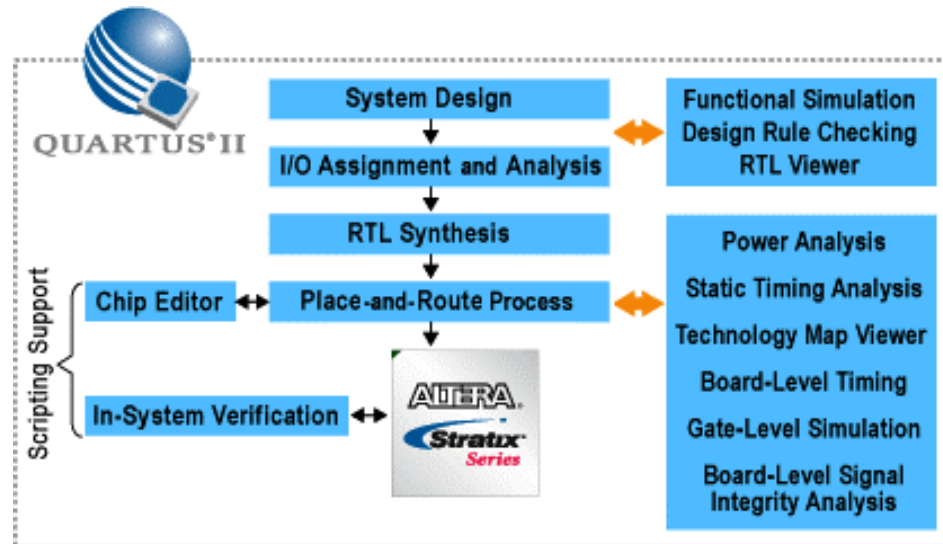 QUARTUS®II
System Design
I/O Assignment and Analysis
RTL Synthesis
Place-and-Route Process
Functional Simulation
Design Rule Checking
RTL Viewer
Power Analysis
Static Timing Analysis
Technology Map Viewer
Board-Level Timing
Gate-Level Simulation
Board-Level Signal
Integrity Analysis
Scripting Support
Chip Editor
In-System Verification
ALTERA.
Stratix
Series